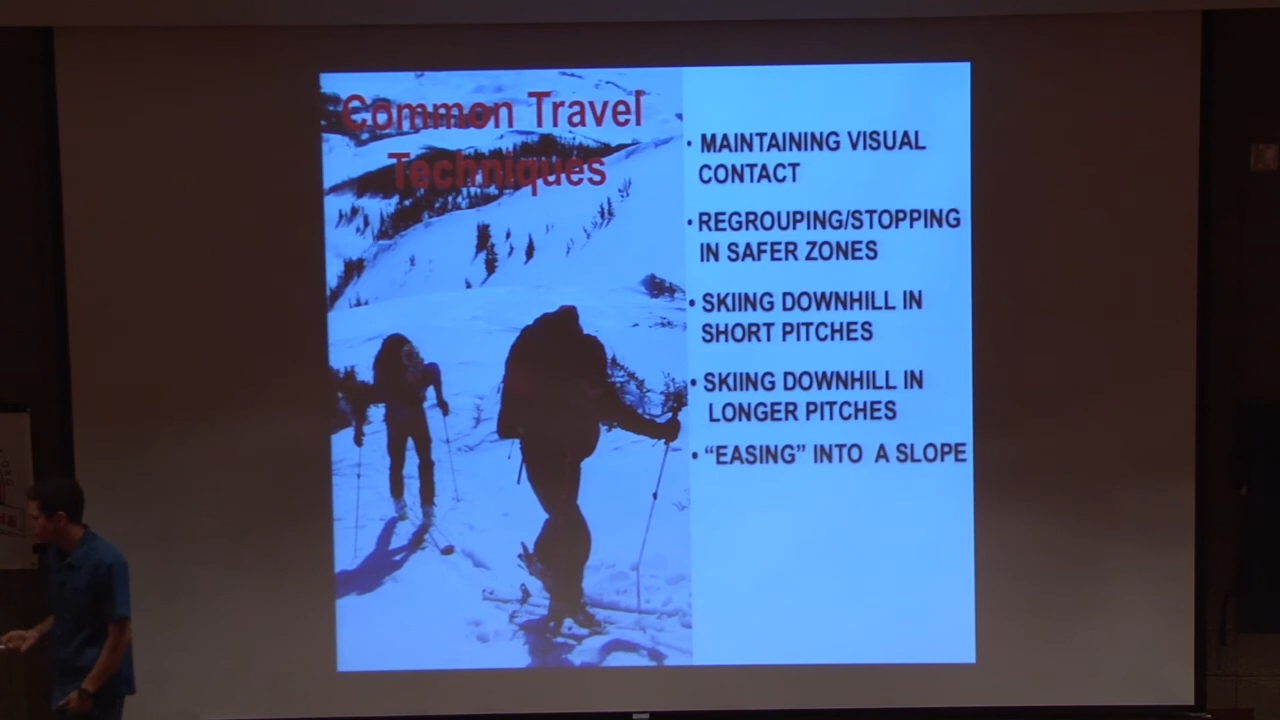 Common Travel
Techniques
• MAINTAINING VISUAL
CONTACT
• REGROUPING/STOPPING
IN SAFER ZONES
• SKIING DOWNHILL IN
SHORT PITCHES
• SKIING DOWNHILL IN
LONGER PITCHES
• “EASING” INTO A SLOPE